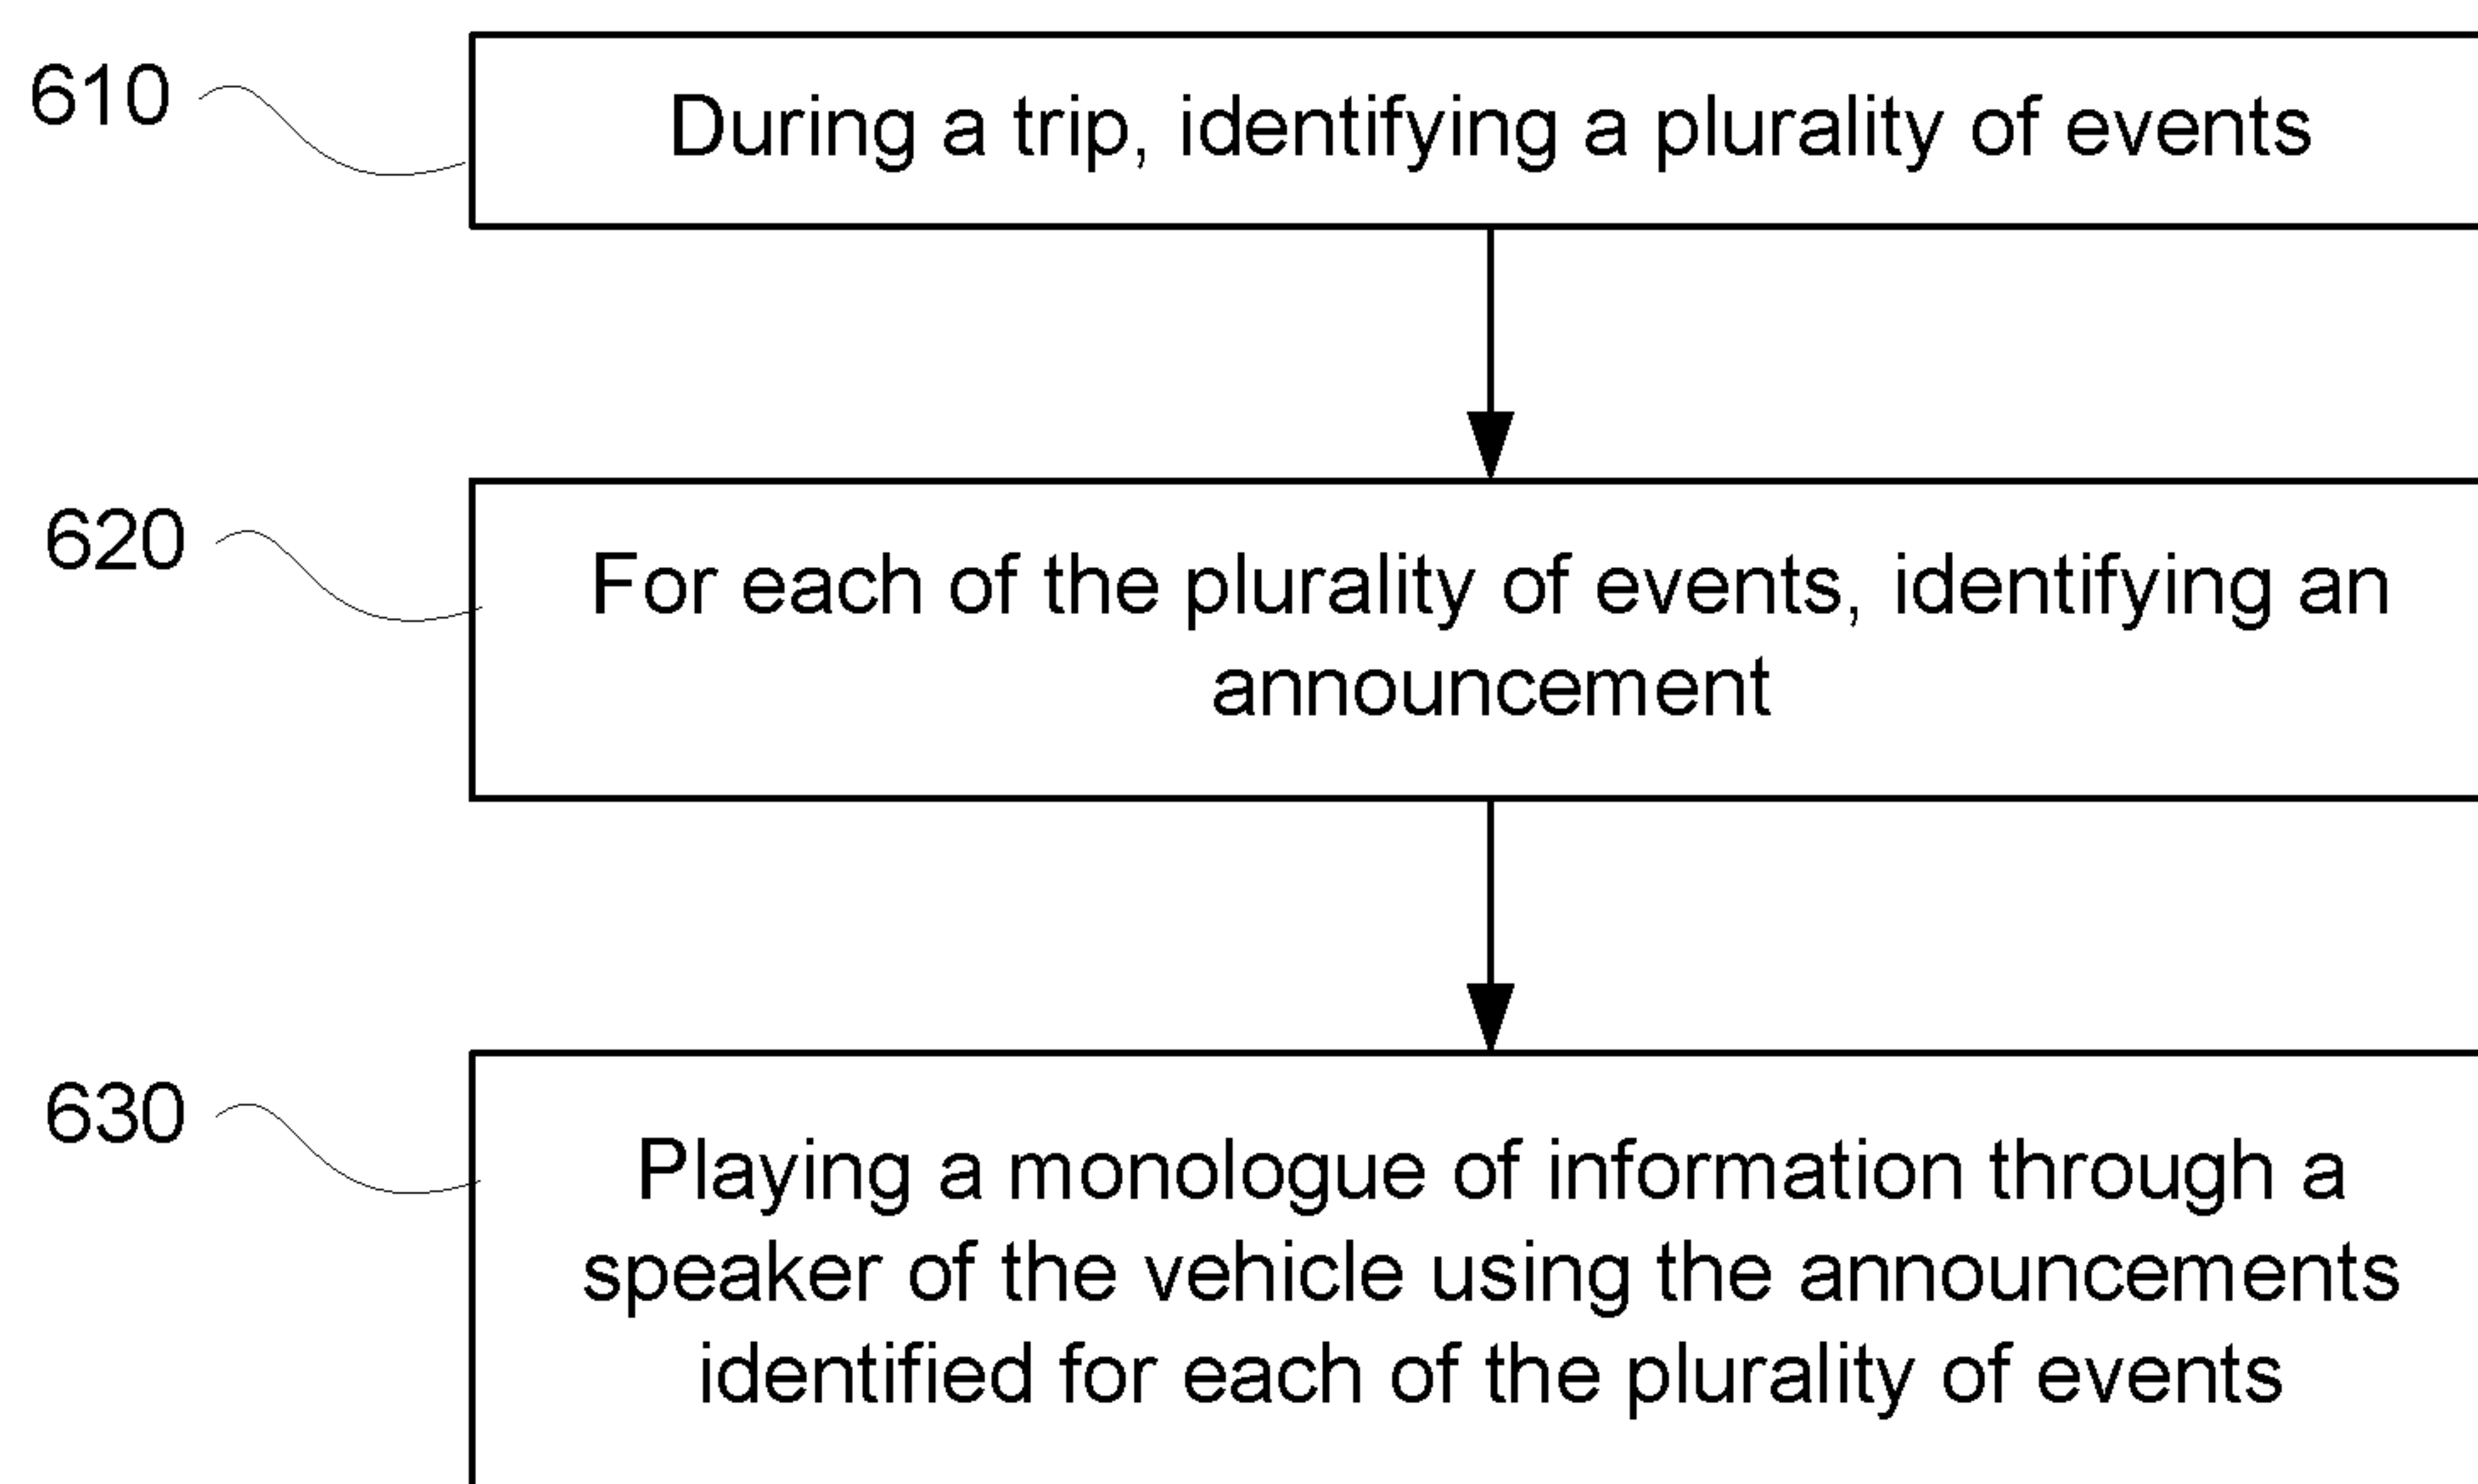 610
During a trip, identifying a plurality of events
620
For each of the plurality of events, identifying an
announcement
630
Playing a monologue of information through a
speaker of the vehicle using the announcements
identified for each of the plurality of events